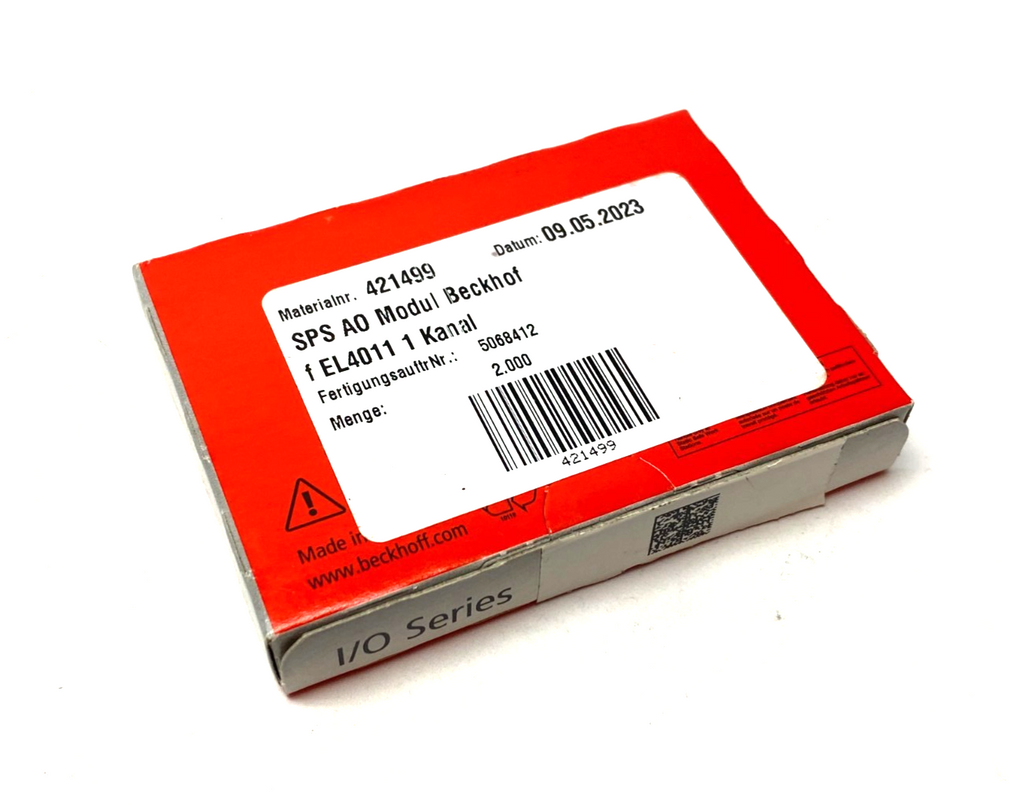 Datum: 09.05.2023
Materialnr. 421499
SPS AO Modul Beckhof
f EL4011 1 Kanal
FertigungsauftrNr.: 5068412
Menge: 2.000
421499
Made in
www.beckhoff.com
I/O Series